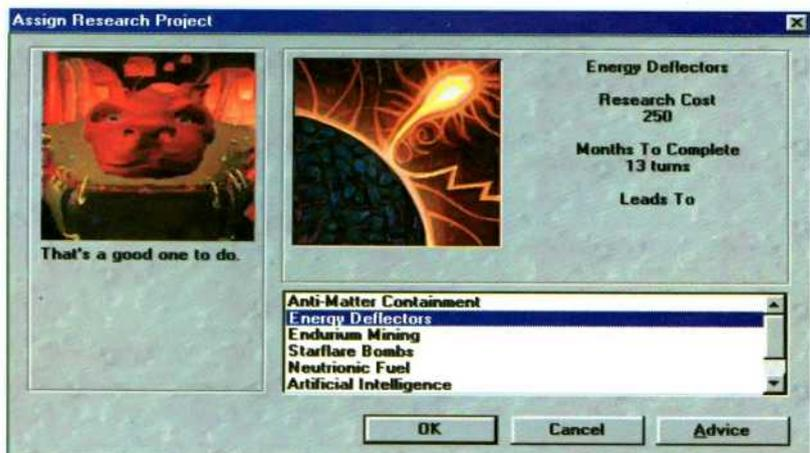 Assign Research Project
That's a good one to do.
Energy Deflectors
Research Cost
250
Months To Complete
13 turns
Leads To
Anti-Matter Containment
Energy Deflectors
Endurium Mining
Starflare Bombs
Neutrionic Fuel
Artificial Intelligence
OK
Cancel
Advice